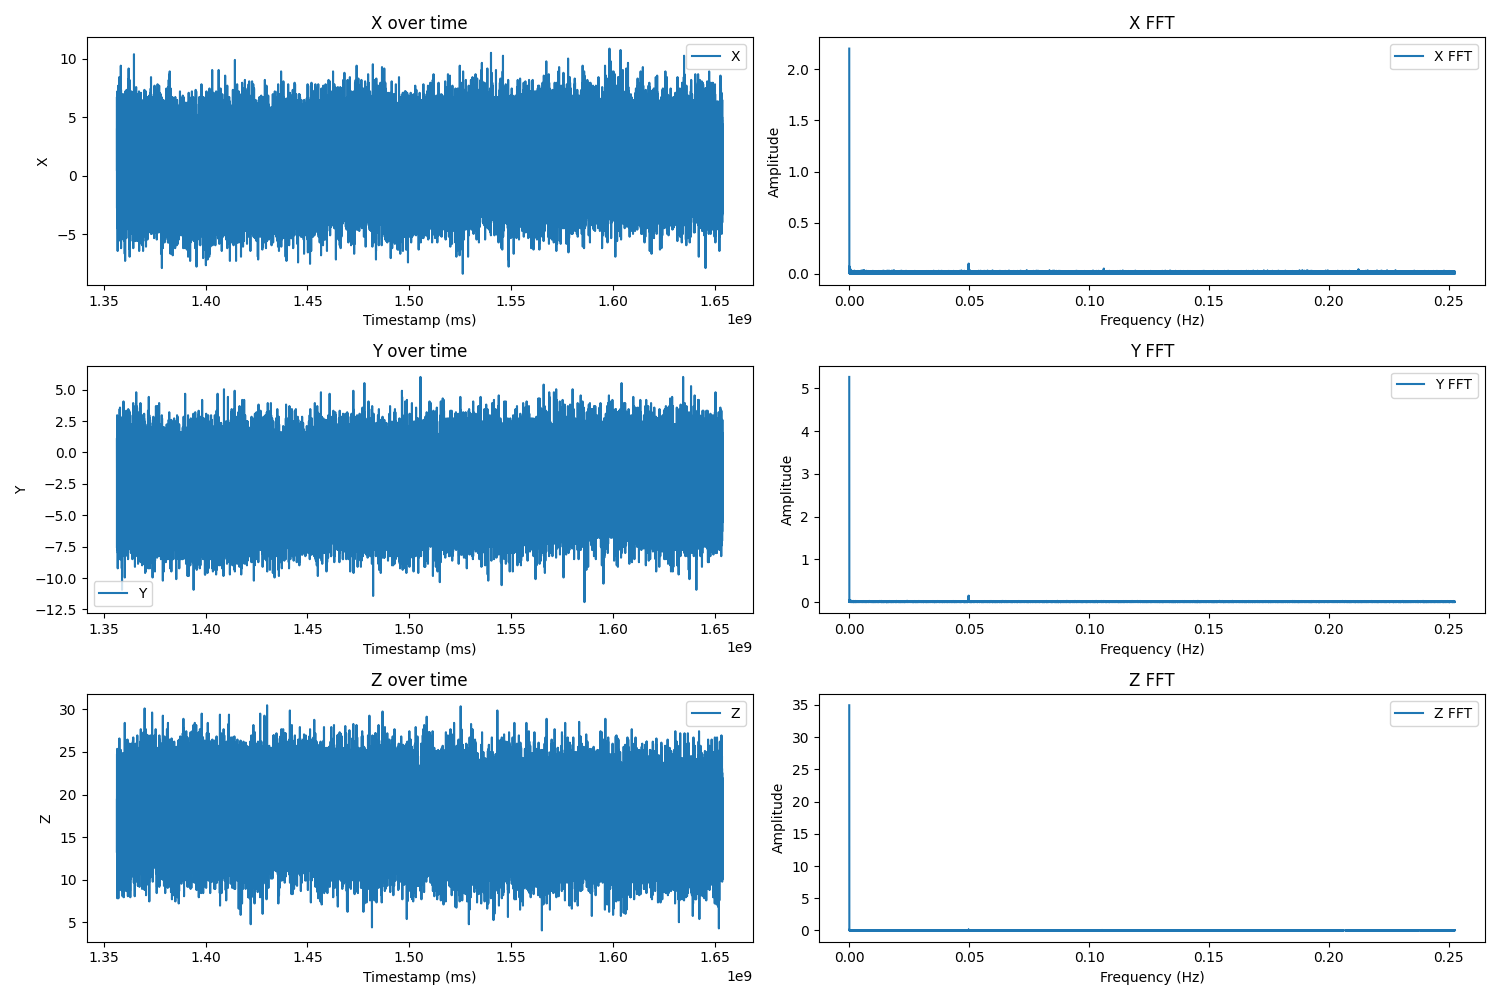 X over time
X
10
5
0
−5
X
1.35 1.40 1.45 1.50 1.55 1.60 1.65
1e9
Timestamp (ms)
X FFT
X FFT
2.0
1.5
1.0
0.5
0.0
Amplitude
0.00 0.05 0.10 0.15 0.20 0.25
Frequency (Hz)
Y over time
5.0
2.5
0.0
−2.5
−5.0
−7.5
−10.0
−12.5
Y
Y
1.35 1.40 1.45 1.50 1.55 1.60 1.65
1e9
Timestamp (ms)
Y FFT
Y FFT
5
4
3
2
1
0
Amplitude
0.00 0.05 0.10 0.15 0.20 0.25
Frequency (Hz)
Z over time
Z
30
25
20
15
10
5
Z
1.35 1.40 1.45 1.50 1.55 1.60 1.65
1e9
Timestamp (ms)
Z FFT
Z FFT
35
30
25
20
15
10
5
0
Amplitude
0.00 0.05 0.10 0.15 0.20 0.25
Frequency (Hz)